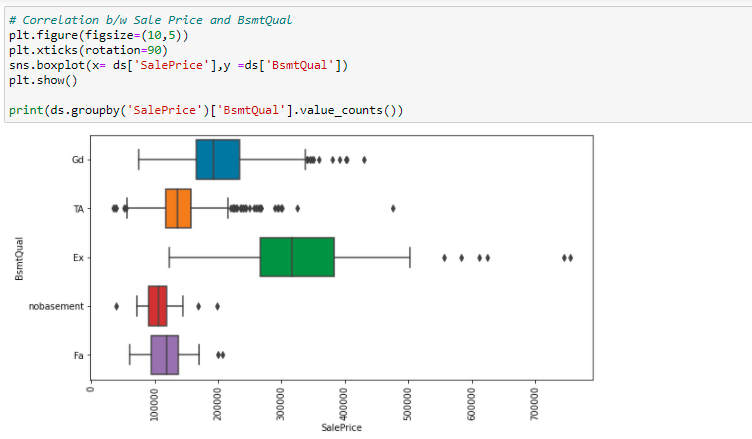 # Correlation b/w Sale Price and BsmtQual
plt.figure(figsize=(10,5))
plt.xticks(rotation=90)
sns.boxplot(x= ds['SalePrice'],y =ds['BsmtQual'])
plt.show()
print(ds.groupby('SalePrice')['BsmtQual'].value_counts())
Gd
TA
Ex
nobasement
Fa
BsmtQual
0 100000 200000 300000 400000 500000 600000 700000
SalePrice